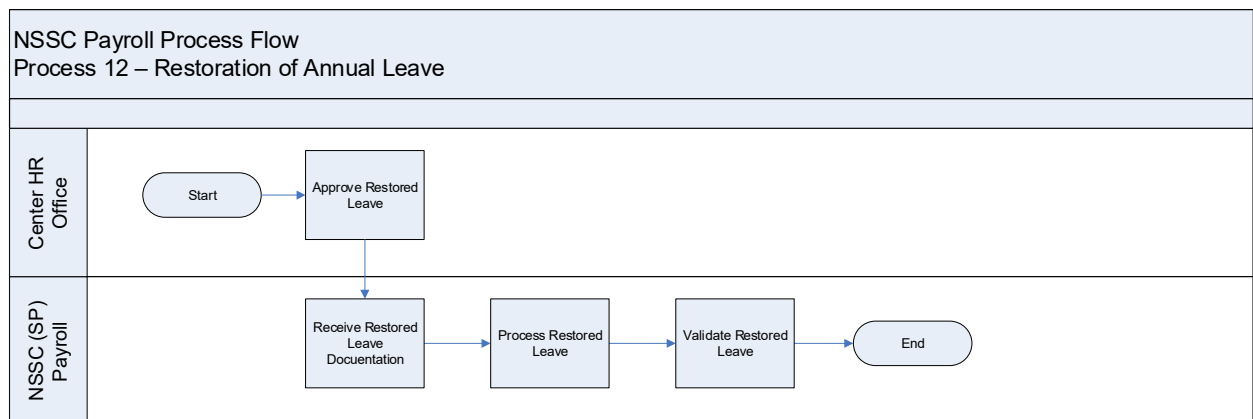 NSSC Payroll Process Flow
Process 12 – Restoration of Annual Leave
Center HR
Office
Start
Approve Restored
Leave
NSSC (SP)
Payroll
Receive Restored
Leave
Docuentation
Process Restored
Leave
Validate Restored
Leave
End